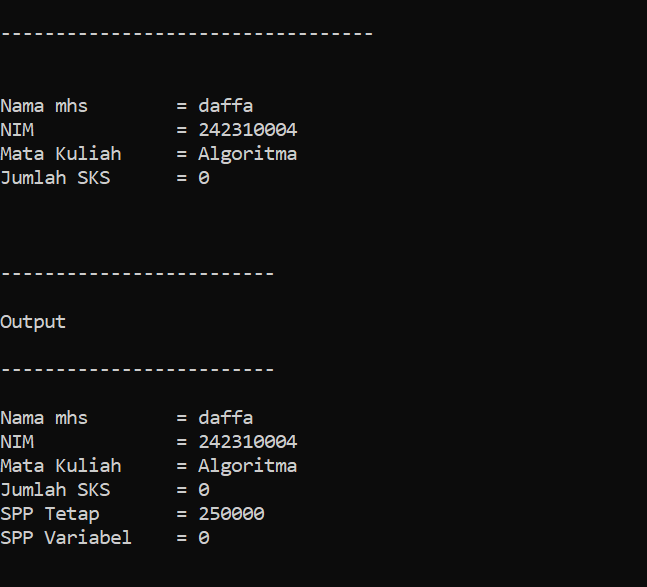 ----------------------------------
Nama mhs        = daffa
NIM             = 242310004
Mata Kuliah     = Algoritma
Jumlah SKS      = 0
-------------------------
Output
-------------------------
Nama mhs        = daffa
NIM             = 242310004
Mata Kuliah     = Algoritma
Jumlah SKS      = 0
SPP Tetap       = 250000
SPP Variabel    = 0